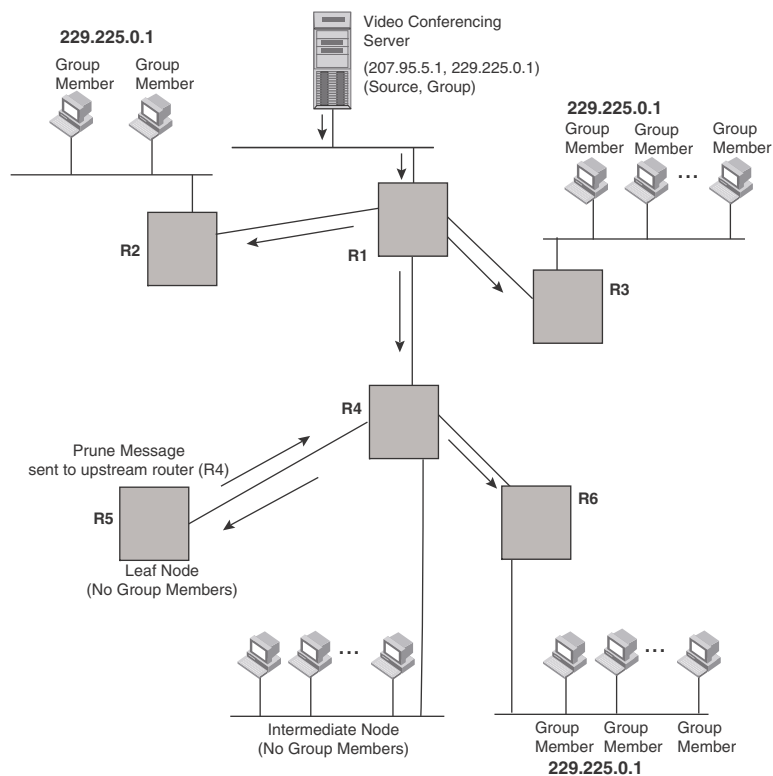 Video Conferencing
Server
(207.95.5.1, 229.225.0.1)
(Source, Group)
229.225.0.1
Group
Member
Group
Member
229.225.0.1
Group
Member
Group
Member
Group
Member
...
R2
R1
R3
R4
Prune Message
sent to upstream router (R4)
R5
R6
Leaf Node
(No Group Members)
...
...
Intermediate Node
(No Group Members)
Group
Member
Group
Member
Group
Member
229.225.0.1